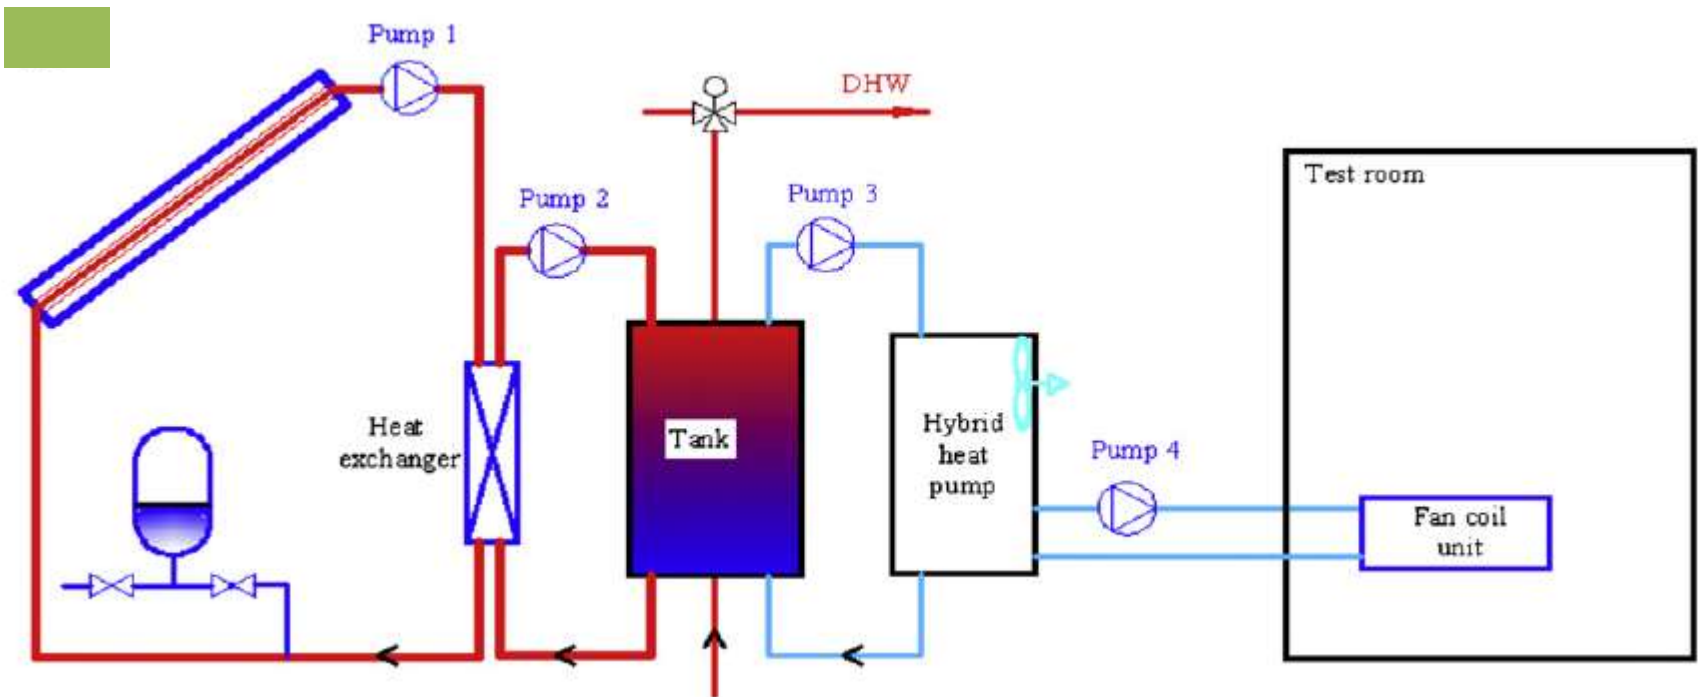 Pump 1
DHW
Test room
Pump 2
Pump 3
Heat
exchanger
Tank
Hybrid
heat
pump
Pump 4
Fan coil
unit